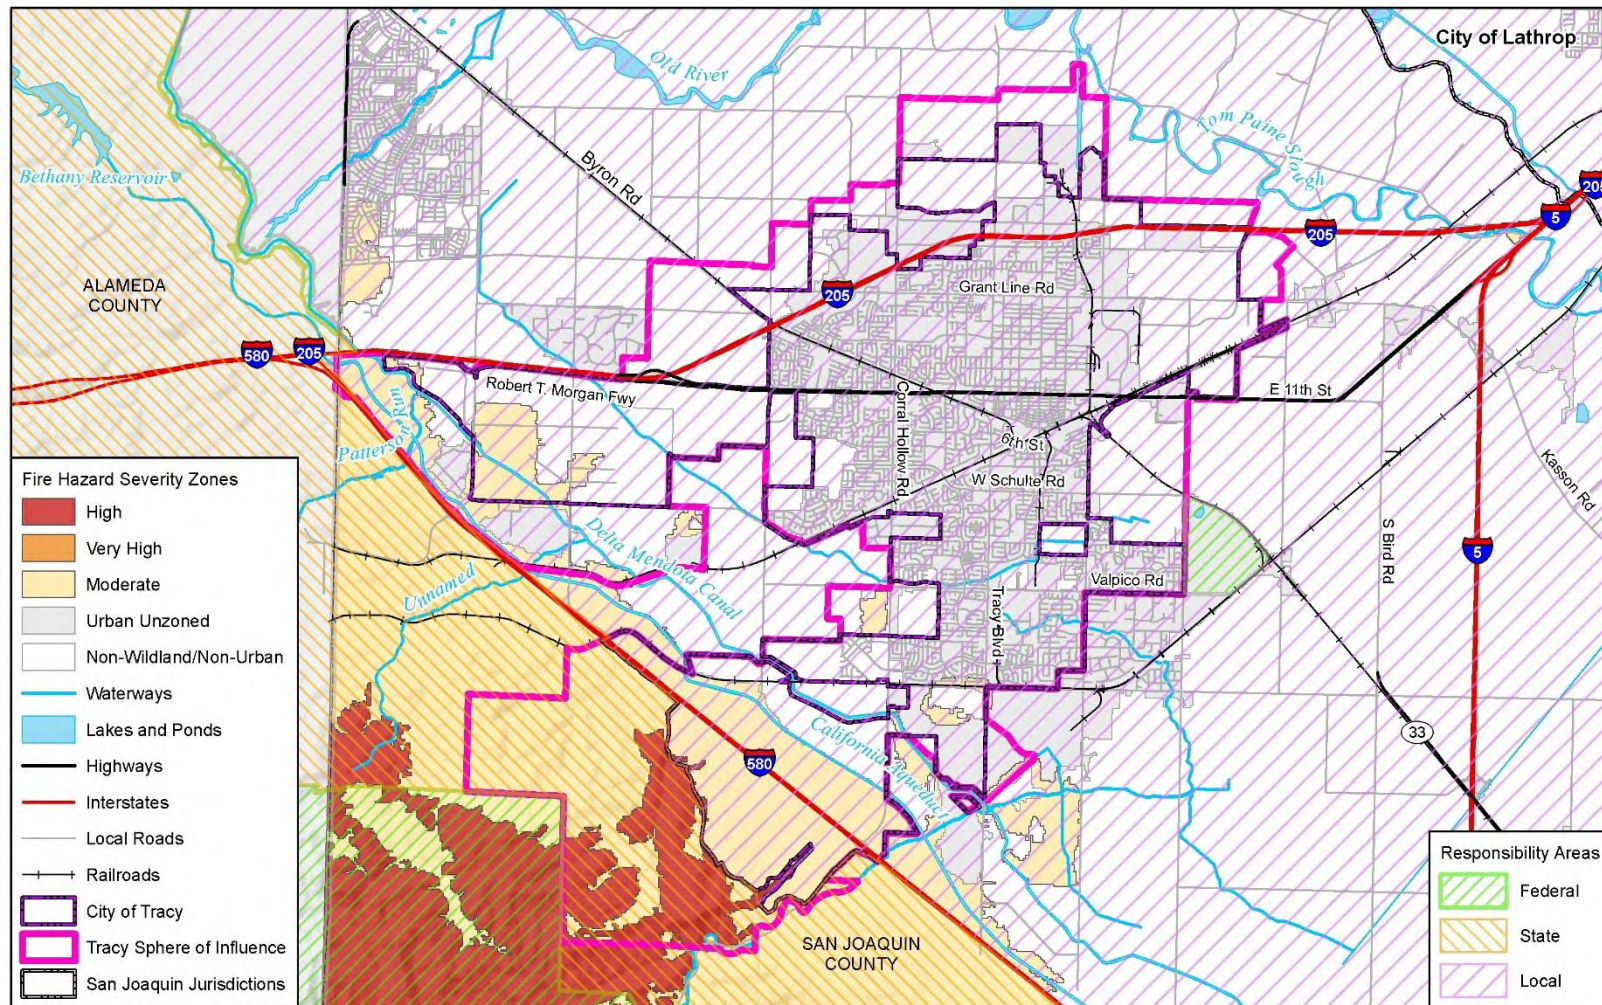 City of Lathrop
Old River
Tom Paine Slough
Bethany Reservoir
Byron Rd
205
5
205
ALAMEDA
COUNTY
205
Grant Line Rd
580
205
Robert T. Morgan Fwy
E 11th St
Patterson Run
Corral Hollow Rd
6th St
W Schulte Rd
Kasson Rd
S Bird Rd
5
Delta Mendota Canal
Unnamed
Valpico Rd
Tracy Blvd
California Aqueduct
580
33
SAN JOAQUIN
COUNTY
Fire Hazard Severity Zones
High
Very High
Moderate
Urban Unzoned
Non-Wildland/Non-Urban
Waterways
Lakes and Ponds
Highways
Interstates
Local Roads
Railroads
City of Tracy
Tracy Sphere of Influence
San Joaquin Jurisdictions
Responsibility Areas
Federal
State
Local